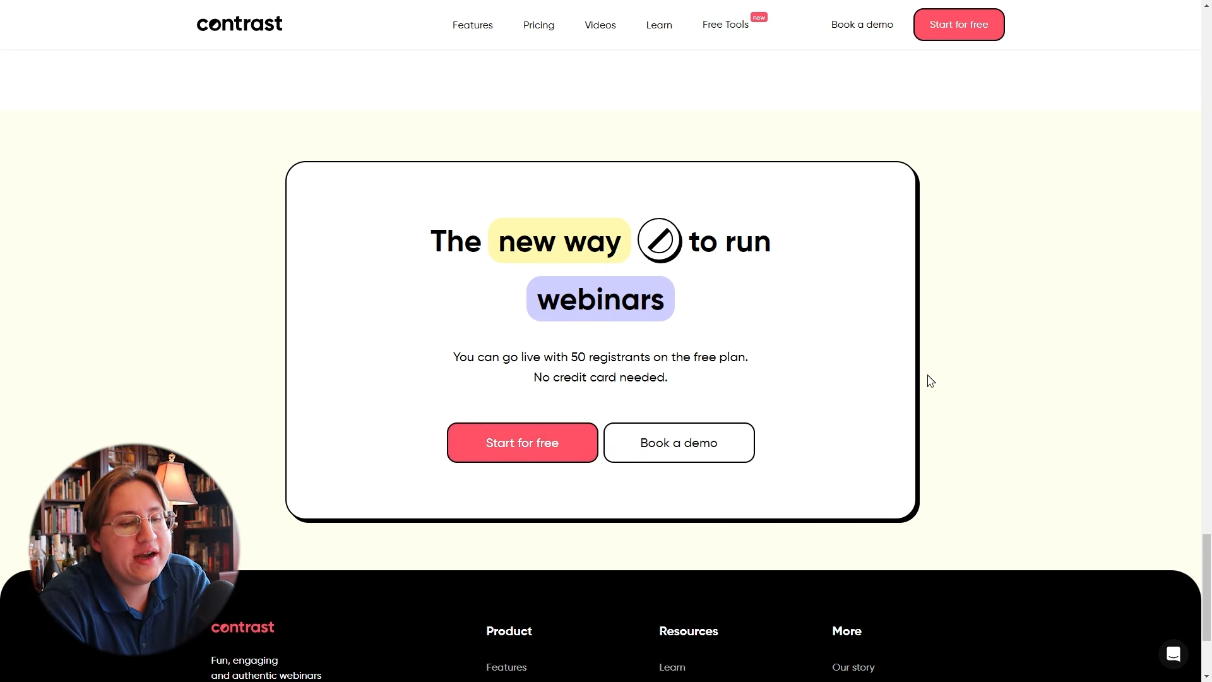 contrast
Features
Pricing
Videos
Learn
Free Tools
new
Book a demo
Start for free
The new way to run
webinars
You can go live with 50 registrants on the free plan.
No credit card needed.
Start for free
Book a demo
contrast
Fun, engaging
and authentic webinars
Product
Features
Resources
Learn
More
Our story